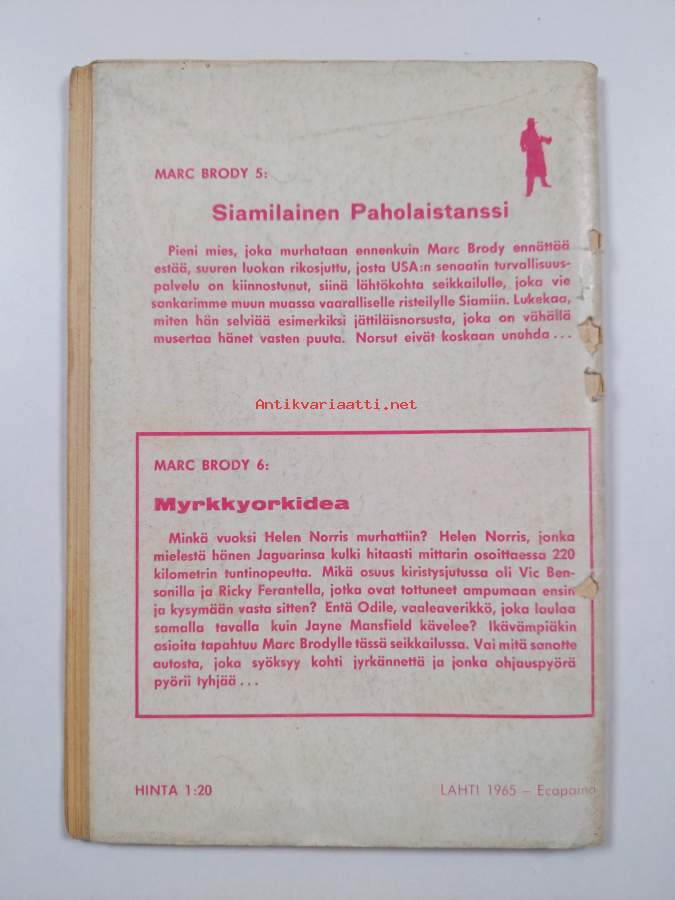 MARC BRODY 5:
Siamilainen Paholaistanssi
Pieni mies, joka murhataan ennenkuin Marc Brody ennättää
estää, suuren luokan rikosjuttu, josta USA:n senaatin turvallisuus-
palvelu on kiinnostunut, siinä lähtökohta seikkailulle, joka vie
sankarimme muun muassa vaaralliselle risteilylle Siamiin. Lukekaa,
miten hän selviää esimerkiksi jättiläisnorsusta, joka on vähällä
musertaa hänet vasten puuta. Norsut eivät koskaan unohda...
Antikvariaatti.net
MARC BRODY 6:
Myrkkyorkidea
Minkä vuoksi Helen Norris murhattiin? Helen Norris, jonka
mielestä hänen Jaguarinsa kulki hitaasti mittarin osoittaessa 220
kilometrin tuntinopeutta. Mikä osuus kiristysjutussa oli Vic Ben-
sonilla ja Ricky Ferantella, jotka ovat tottuneet ampumaan ensin
ja kysymään vasta sitten? Entä Odile, vaaleaverikkö, joka laulaa
samalla tavalla kuin Jayne Mansfield kävelee? Ikävämpiäkin
asioita tapahtuu Marc Brodylle tässä seikkailussa. Vai mitä sanotte
autosta, joka syöksyy kohti jyrkännettä ja jonka ohjauspyörä
pyörii tyhjää...
HINTA 1:20
LAHTI 1965 – Ecapaino